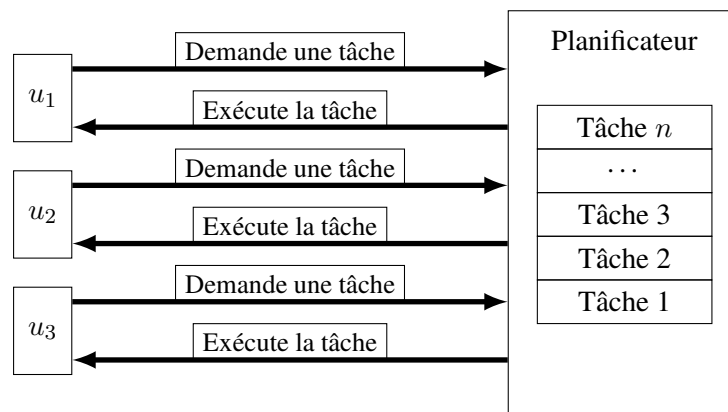 Planificateur
Demande une tâche
u1
Exécute la tâche
Demande une tâche
u2
Exécute la tâche
Demande une tâche
u3
Exécute la tâche
Tâche n
...
Tâche 3
Tâche 2
Tâche 1